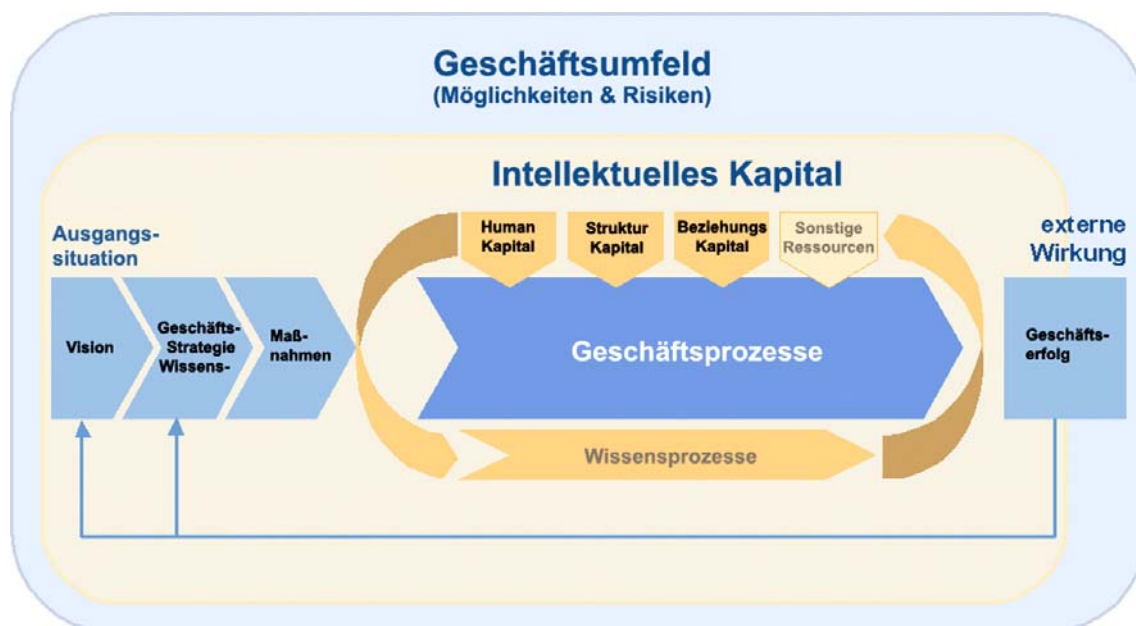 Geschäftsumfeld
(Möglichkeiten & Risiken)
Intellektuelles Kapital
Ausgangs-
situation
Human
Kapital
Struktur
Kapital
Beziehungs
Kapital
Sonstige
Ressourcen
externe
Wirkung
Vision
Geschäfts-
Strategie
Wissens-
Maß-
nahmen
Geschäftsprozesse
Geschäfts-
erfolg
Wissensprozesse